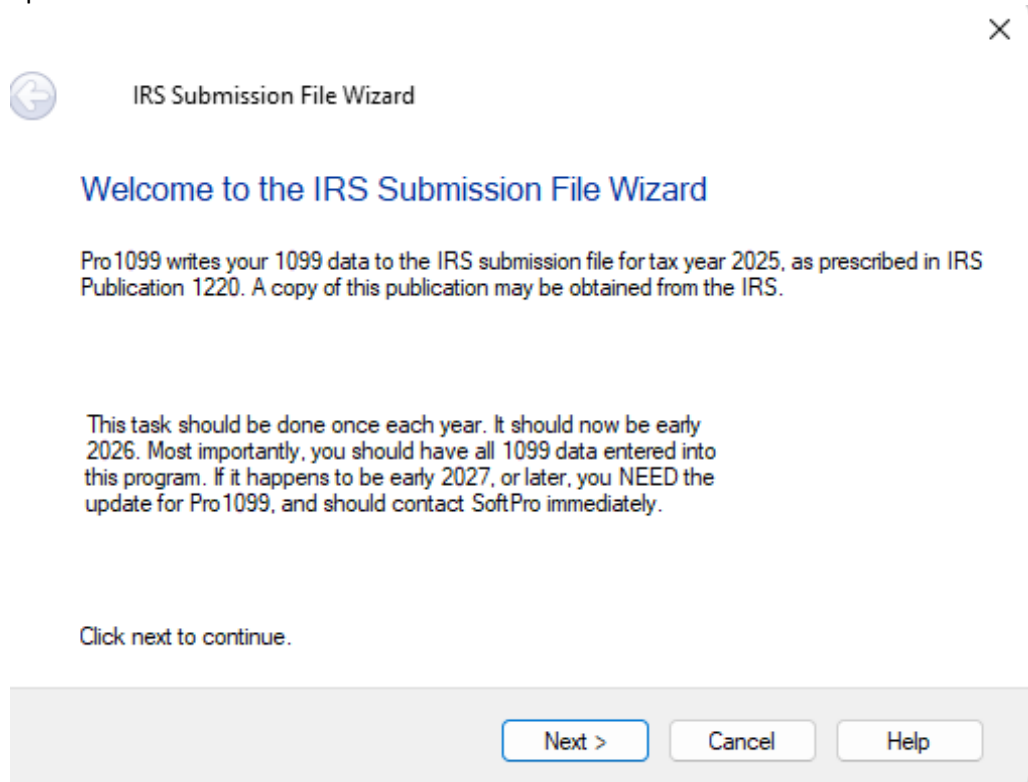 IRS Submission File Wizard
Welcome to the IRS Submission File Wizard
Pro1099 writes your 1099 data to the IRS submission file for tax year 2025, as prescribed in IRS
Publication 1220. A copy of this publication may be obtained from the IRS.
This task should be done once each year. It should now be early
2026. Most importantly, you should have all 1099 data entered into
this program. If it happens to be early 2027, or later, you NEED the
update for Pro1099, and should contact SoftPro immediately.
Click next to continue.
Next >
Cancel
Help